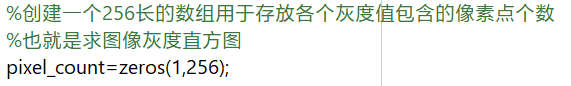 %创建一个256长的数组用于存放各个灰度值包含的像素点个数
%也就是求图像灰度直方图
pixel_count=zeros(1,256);